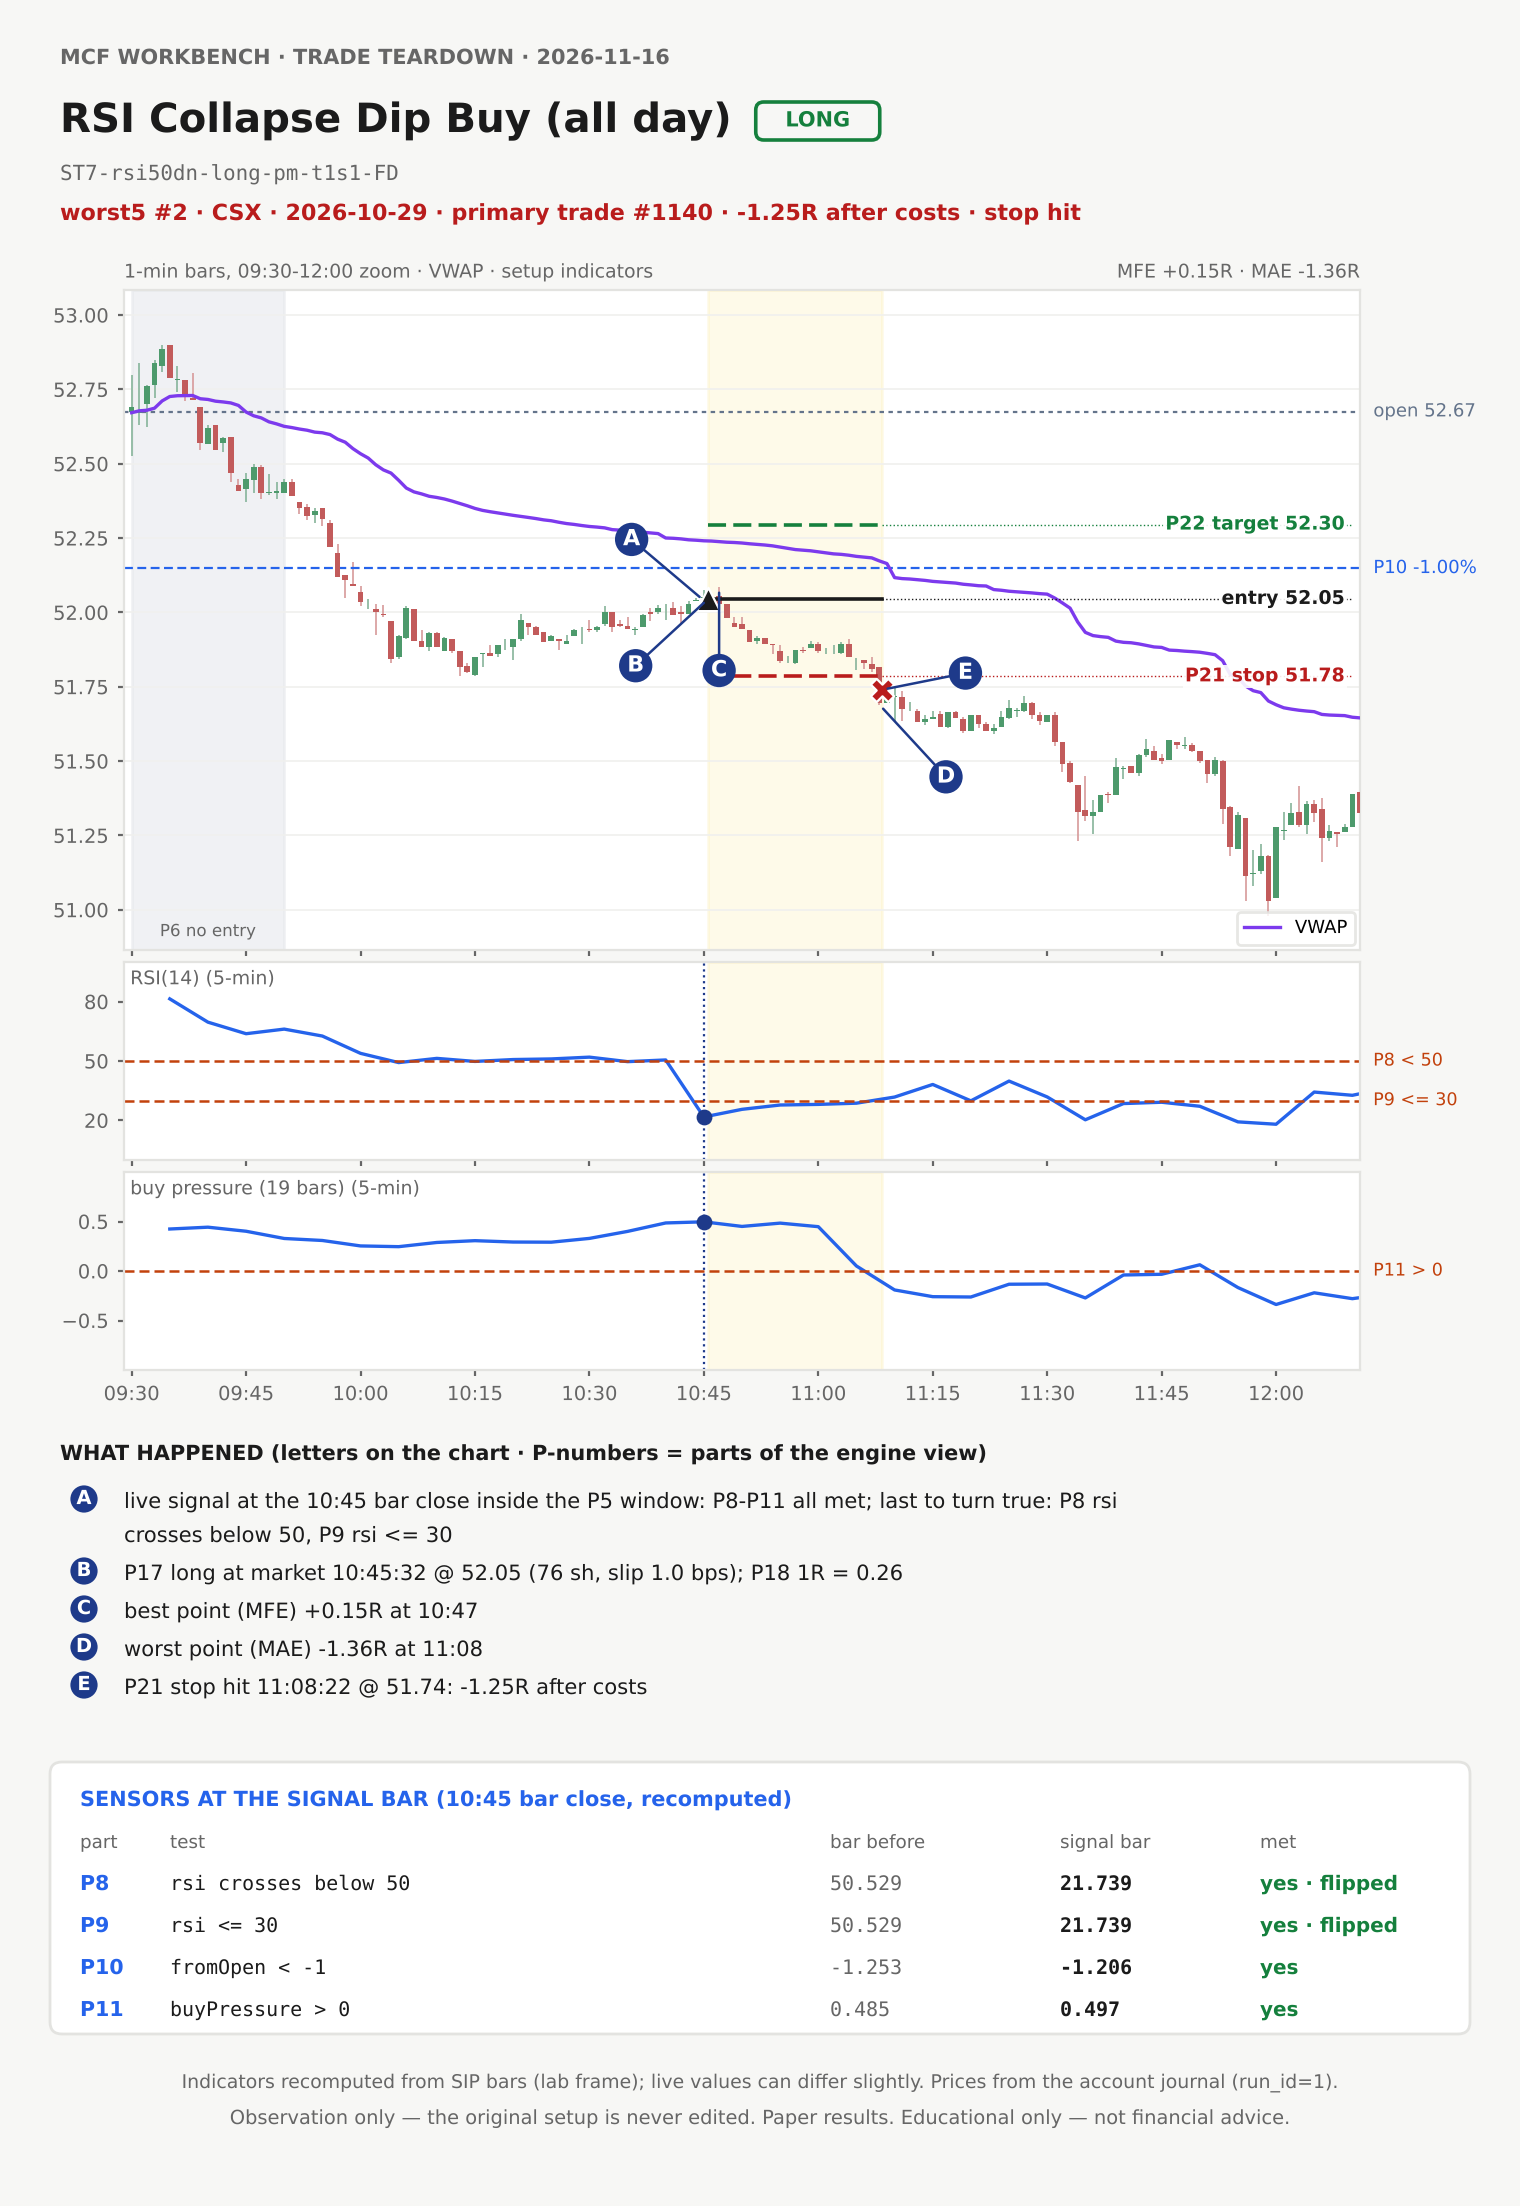 MCF WORKBENCH · TRADE TEARDOWN · 2026-11-16
RSI Collapse Dip Buy (all day) LONG
ST7-rsi50dn-long-pm-t1s1-FD
worst5 #2 · CSX · 2026-10-29 · primary trade #1140 · -1.25R after costs · stop hit
1-min bars, 09:30-12:00 zoom · VWAP · setup indicators MFE +0.15R · MAE -1.36R
53.00
52.75
open 52.67
52.50
P22 target 52.30
52.25
A
P10 -1.00%
entry 52.05
52.00
B
C
E
P21 stop 51.78
51.75
D
51.50
51.25
51.00
P6 no entry
VWAP
RSI(14) (5-min)
80
50
P8 < 50
P9 <= 30
20
buy pressure (19 bars) (5-min)
0.5
0.0
P11 > 0
−0.5
09:30 09:45 10:00 10:15 10:30 10:45 11:00 11:15 11:30 11:45 12:00
WHAT HAPPENED (letters on the chart · P-numbers = parts of the engine view)
A live signal at the 10:45 bar close inside the P5 window: P8-P11 all met; last to turn true: P8 rsi
crosses below 50, P9 rsi <= 30
B P17 long at market 10:45:32 @ 52.05 (76 sh, slip 1.0 bps); P18 1R = 0.26
C best point (MFE) +0.15R at 10:47
D worst point (MAE) -1.36R at 11:08
E P21 stop hit 11:08:22 @ 51.74: -1.25R after costs
SENSORS AT THE SIGNAL BAR (10:45 bar close, recomputed)
part test bar before signal bar met
P8 rsi crosses below 50 50.529 21.739 yes · flipped
P9 rsi <= 30 50.529 21.739 yes · flipped
P10 fromOpen < -1 -1.253 -1.206 yes
P11 buyPressure > 0 0.485 0.497 yes
Indicators recomputed from SIP bars (lab frame); live values can differ slightly. Prices from the account journal (run_id=1).
Observation only — the original setup is never edited. Paper results. Educational only — not financial advice.